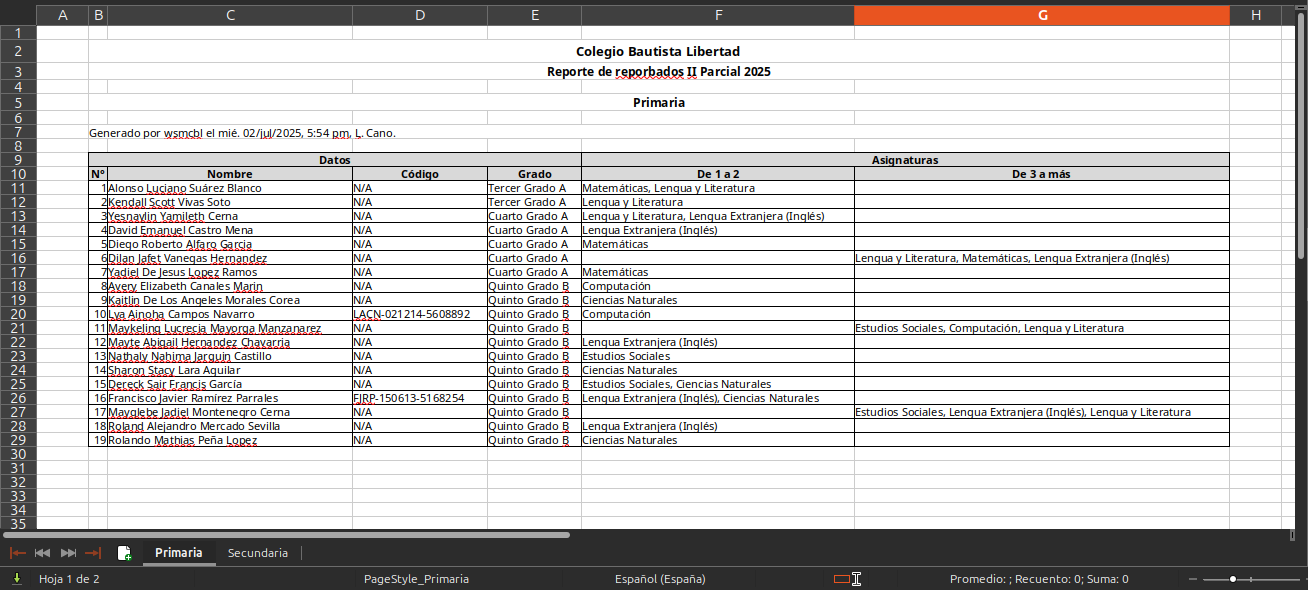 A B C D E F G H
1
2 Colegio Bautista Libertad
3 Reporte de reporbados II Parcial 2025
4
5 Primaria
6
7 Generado por wsmcbl el mié. 02/jul/2025, 5:54 pm, L. Cano.
8
9 Datos Asignaturas
10 N° Nombre Código Grado De 1 a 2 De 3 a más
11 1 Alonso Luciano Suárez Blanco N/A Tercer Grado A Matemáticas, Lengua y Literatura
12 2 Kendall Scott Vivas Soto N/A Tercer Grado A Lengua y Literatura
13 3 Yesnaylin Yamileth Cerna N/A Cuarto Grado A Lengua y Literatura, Lengua Extranjera (Inglés)
14 4 David Emanuel Castro Mena N/A Cuarto Grado A Lengua Extranjera (Inglés)
15 5 Diego Roberto Alfaro Garcia N/A Cuarto Grado A Matemáticas
16 6 Dilan Jafet Vanegas Hernandez N/A Cuarto Grado A Lengua y Literatura, Matemáticas, Lengua Extranjera (Inglés)
17 7 Yadiel De Jesus Lopez Ramos N/A Cuarto Grado A Matemáticas
18 8 Avery Elizabeth Canales Marin N/A Quinto Grado B Computación
19 9 Kaitlin De Los Angeles Morales Corea N/A Quinto Grado B Ciencias Naturales
20 10 Lya Ainoha Campos Navarro LACN-021214-5608892 Quinto Grado B Computación
21 11 Maykeling Lucrecia Mayorga Manzanarez N/A Quinto Grado B Estudios Sociales, Computación, Lengua y Literatura
22 12 Mayte Abigail Hernandez Chavarria N/A Quinto Grado B Lengua Extranjera (Inglés)
23 13 Nathaly Nahima Jarquin Castillo N/A Quinto Grado B Estudios Sociales
24 14 Sharon Stacy Lara Aguilar N/A Quinto Grado B Ciencias Naturales
25 15 Dereck Sair Francis García N/A Quinto Grado B Estudios Sociales, Ciencias Naturales
26 16 Francisco Javier Ramírez Parrales FJRP-150613-5168254 Quinto Grado B Lengua Extranjera (Inglés), Ciencias Naturales
27 17 Mayglebe Jadiel Montenegro Cerna N/A Quinto Grado B Estudios Sociales, Lengua Extranjera (Inglés), Lengua y Literatura
28 18 Roland Alejandro Mercado Sevilla N/A Quinto Grado B Lengua Extranjera (Inglés)
29 19 Rolando Mathias Peña Lopez N/A Quinto Grado B Ciencias Naturales
30
31
32
33
34
35
Primaria Secundaria
Hoja 1 de 2 PageStyle_Primaria Español (España) Promedio: ; Recuento: 0; Suma: 0